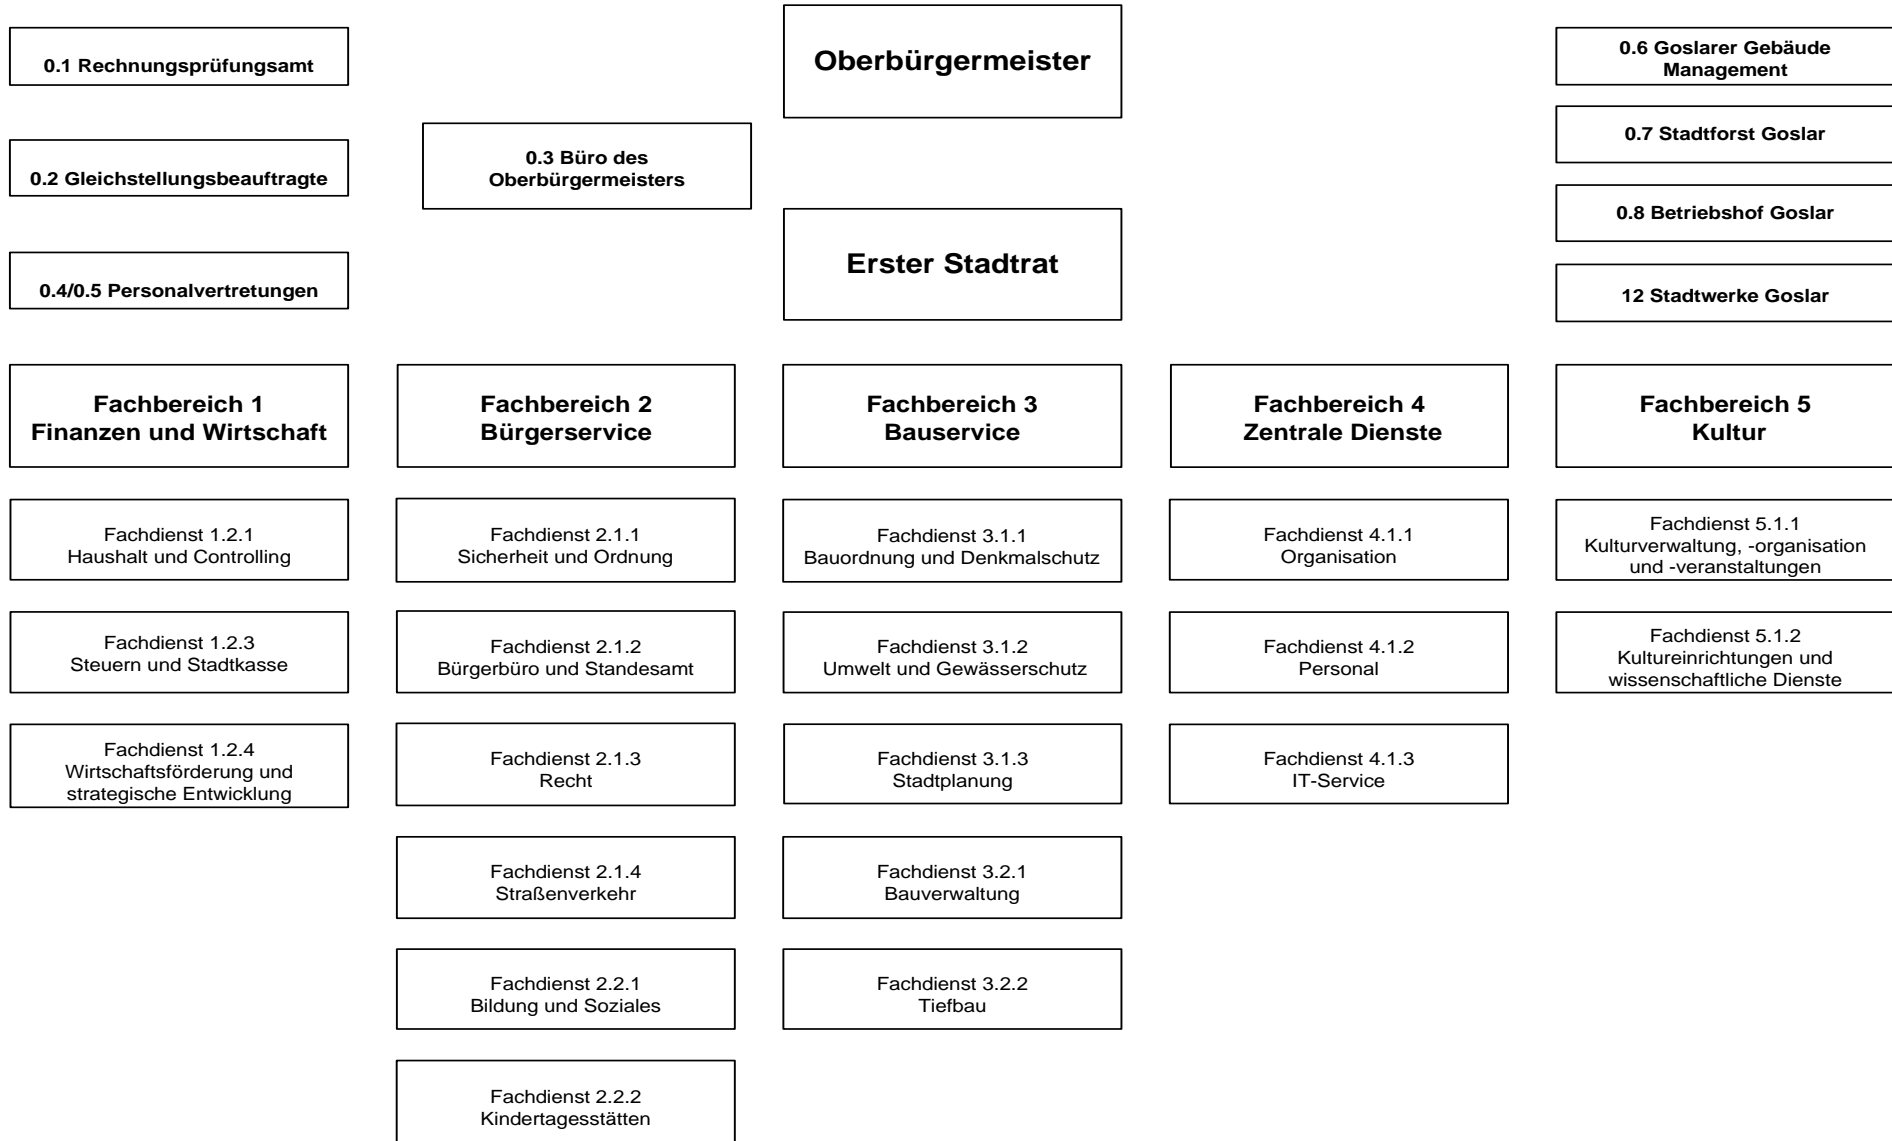 Oberbürgermeister
0.1 Rechnungsprüfungsamt
0.2 Gleichstellungsbeauftragte
0.4/0.5 Personalvertretungen
0.3 Büro des
Oberbürgermeisters
Erster Stadtrat
0.6 Goslarer Gebäude
Management
0.7 Stadtforst Goslar
0.8 Betriebshof Goslar
12 Stadtwerke Goslar
Fachbereich 1
Finanzen und Wirtschaft
Fachdienst 1.2.1
Haushalt und Controlling
Fachdienst 1.2.3
Steuern und Stadtkasse
Fachdienst 1.2.4
Wirtschaftsförderung und
strategische Entwicklung
Fachbereich 2
Bürgerservice
Fachdienst 2.1.1
Sicherheit und Ordnung
Fachdienst 2.1.2
Bürgerbüro und Standesamt
Fachdienst 2.1.3
Recht
Fachdienst 2.1.4
Straßenverkehr
Fachdienst 2.2.1
Bildung und Soziales
Fachdienst 2.2.2
Kindertagesstätten
Fachbereich 3
Bauservice
Fachdienst 3.1.1
Bauordnung und Denkmalschutz
Fachdienst 3.1.2
Umwelt und Gewässerschutz
Fachdienst 3.1.3
Stadtplanung
Fachdienst 3.2.1
Bauverwaltung
Fachdienst 3.2.2
Tiefbau
Fachbereich 4
Zentrale Dienste
Fachdienst 4.1.1
Organisation
Fachdienst 4.1.2
Personal
Fachdienst 4.1.3
IT-Service
Fachbereich 5
Kultur
Fachdienst 5.1.1
Kulturverwaltung, -organisation
und -veranstaltungen
Fachdienst 5.1.2
Kultureinrichtungen und
wissenschaftliche Dienste